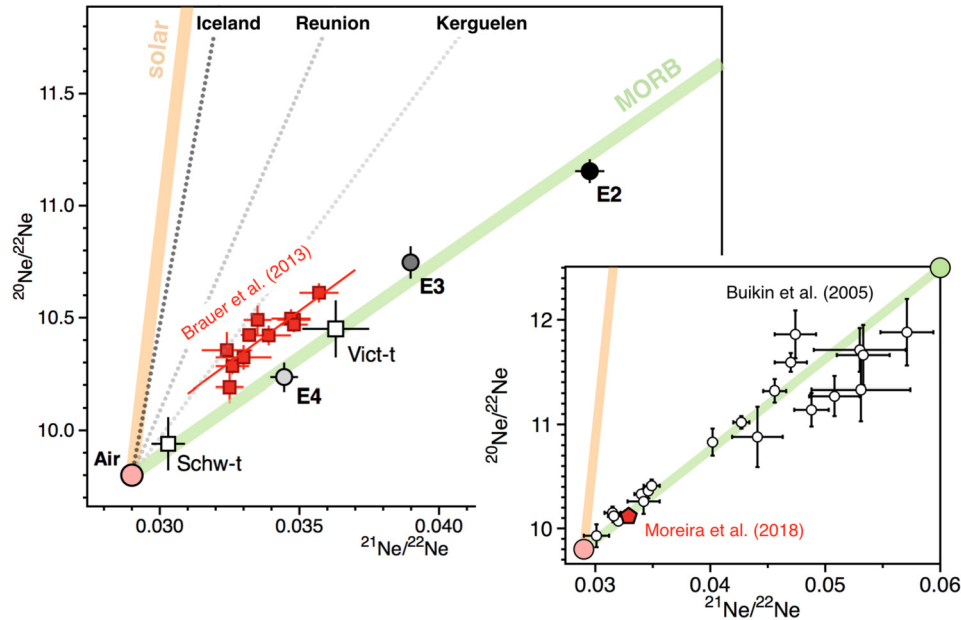 Iceland Reunion Kerguelen
solar
MORB
11.5
11.0
10.5
10.0
²⁰Ne/²²Ne
Brauer et al. (2013)
E2
E3
Vict-t
E4
Schw-t
Air
0.030 0.035 0.040
²¹Ne/²²Ne
Buikin et al. (2005)
12
11
10
²⁰Ne/²²Ne
Moreira et al. (2018)
0.03 0.04 0.05 0.06
²¹Ne/²²Ne